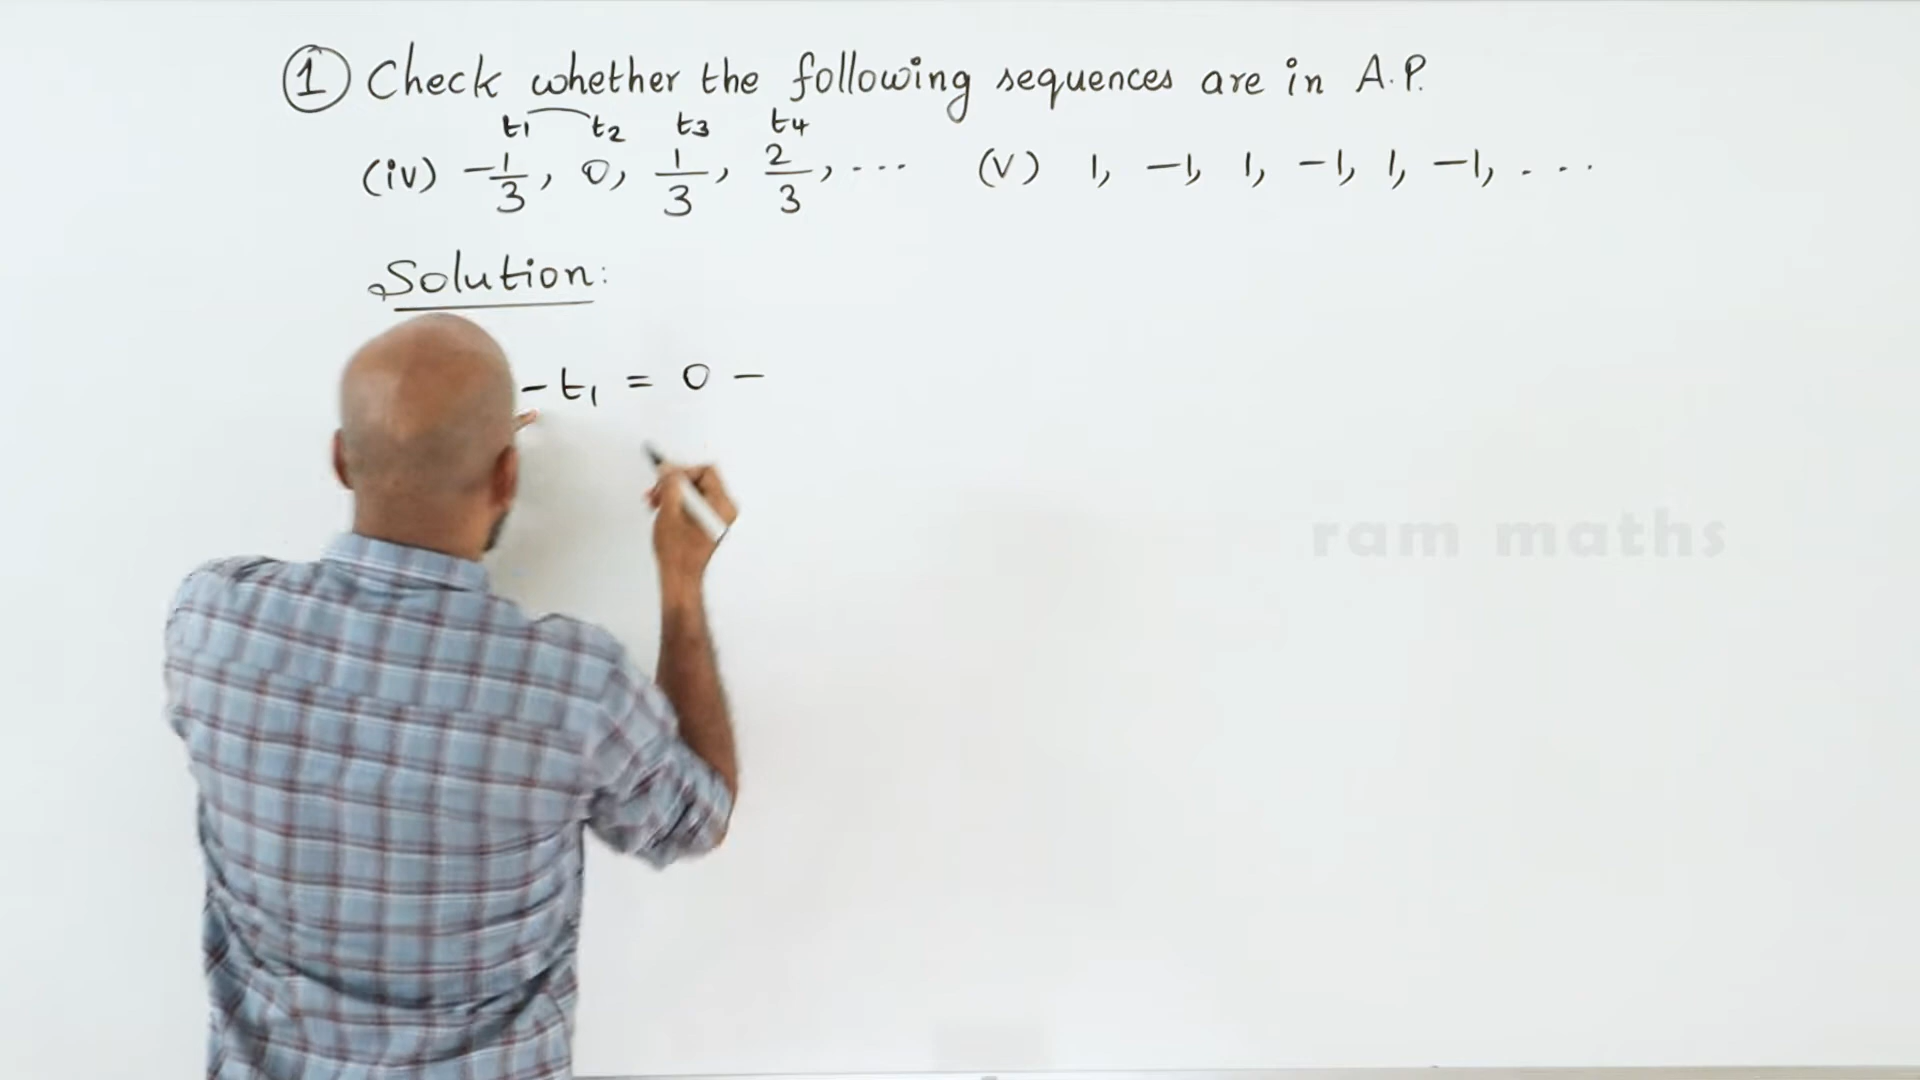 ① Check whether the following sequences are in A.P.
t₁ t₂ t₃ t₄
(iv) -1/3, 0, 1/3, 2/3, ... (v) 1, -1, 1, -1, 1, -1, ...
Solution:
- t₁ = 0 -
ram maths